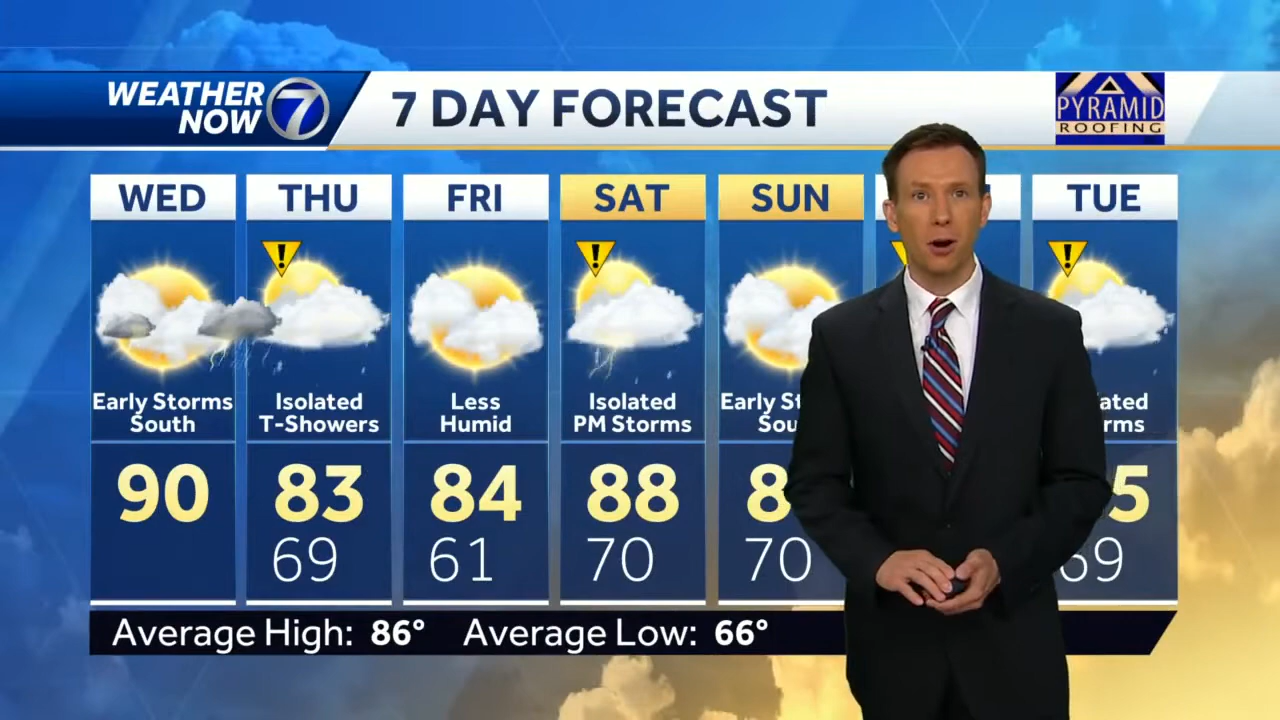 WEATHER
NOW 7
7 DAY FORECAST
PYRAMID
ROOFING
WED THU FRI SAT SUN TUE
! ! ! !
Early Storms
South
Isolated
T-Showers
Less
Humid
Isolated
PM Storms
Early
90 83 84 88
69 61 70 70 69
Average High: 86° Average Low: 66°